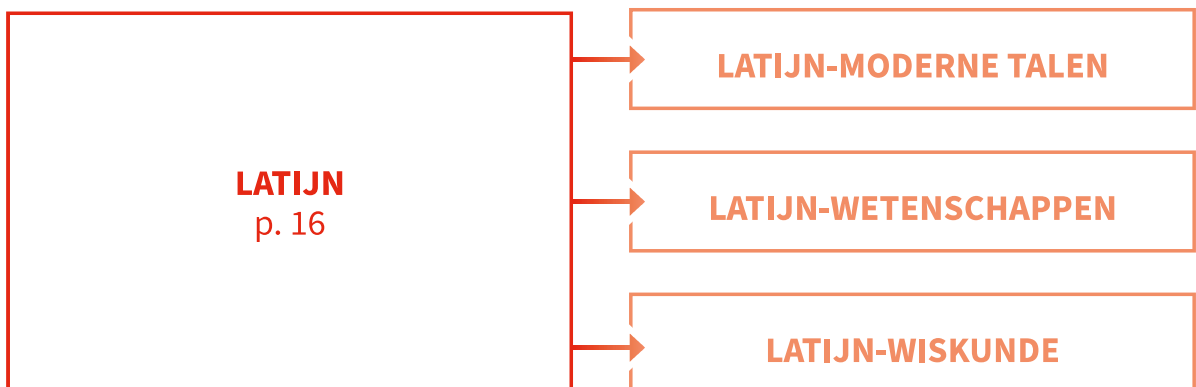 LATIJN
p. 16
LATIJN-MODERNE TALEN
LATIJN-WETENSCHAPPEN
LATIJN-WISKUNDE